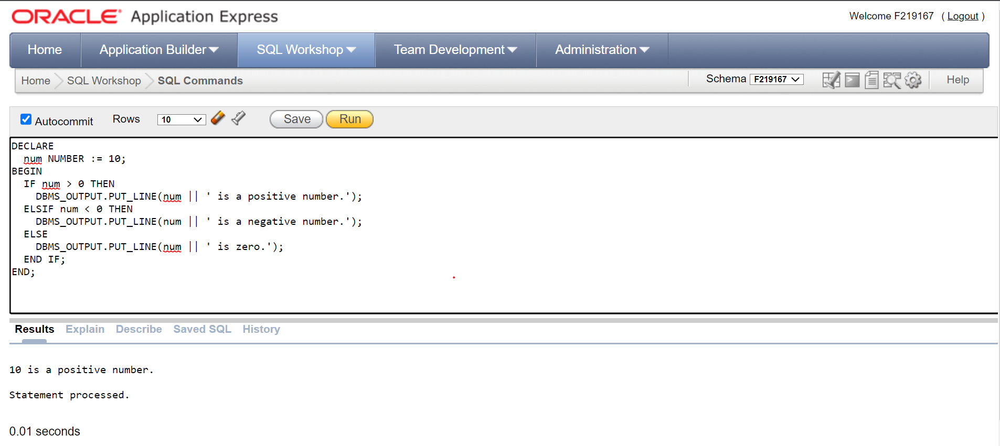 ORACLE Application Express
Welcome F219167 ( Logout )
Home Application Builder SQL Workshop Team Development Administration
Home SQL Workshop SQL Commands Schema F219167 Help
Autocommit Rows 10 Save Run
DECLARE
  num NUMBER := 10;
BEGIN
  IF num > 0 THEN
    DBMS_OUTPUT.PUT_LINE(num || ' is a positive number.');
  ELSIF num < 0 THEN
    DBMS_OUTPUT.PUT_LINE(num || ' is a negative number.');
  ELSE
    DBMS_OUTPUT.PUT_LINE(num || ' is zero.');
  END IF;
END;
Results Explain Describe Saved SQL History
10 is a positive number.
Statement processed.
0.01 seconds